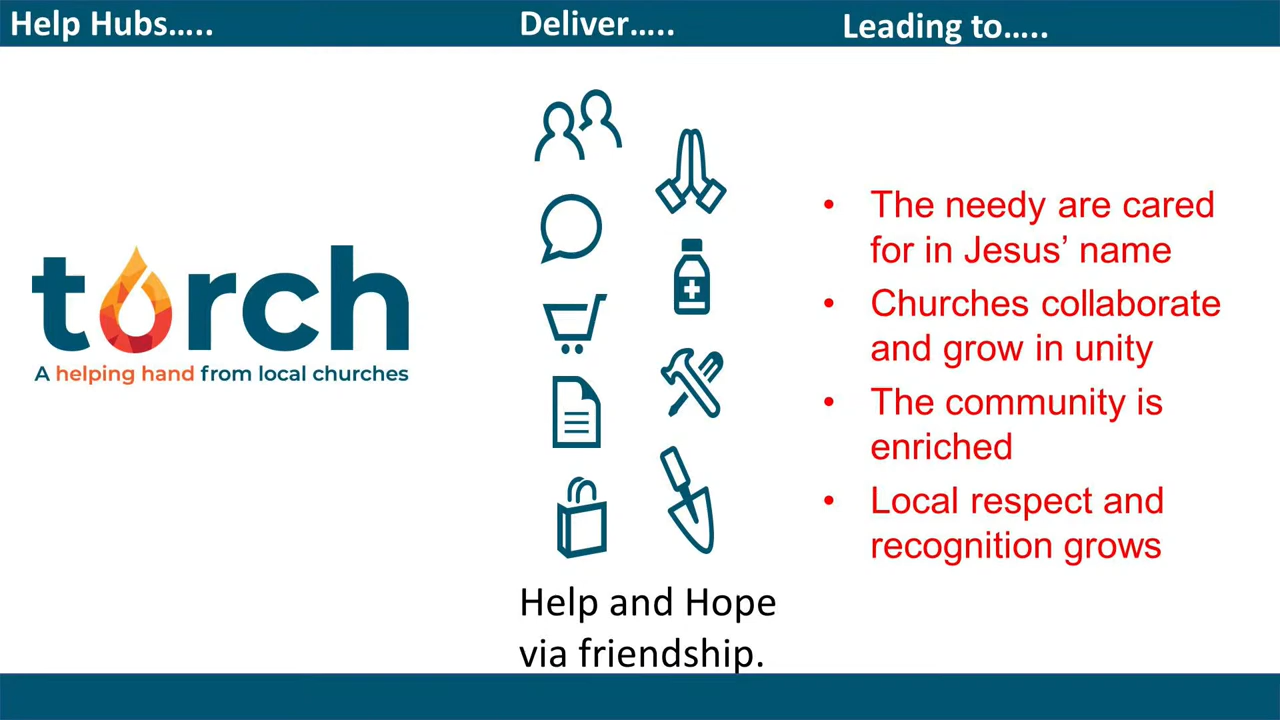 Help Hubs.....
Deliver.....
Leading to.....
torch
A helping hand from local churches
Help and Hope
via friendship.
• The needy are cared
for in Jesus’ name
• Churches collaborate
and grow in unity
• The community is
enriched
• Local respect and
recognition grows